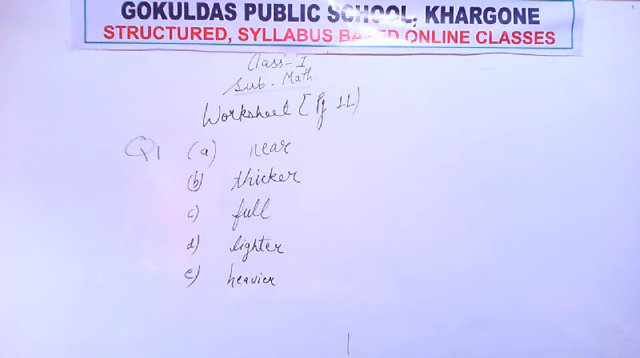 GOKULDAS PUBLIC SCHOOL, KHARGONE
STRUCTURED, SYLLABUS BASED ONLINE CLASSES
Class-I
Sub. Math.
Worksheet [Pg 11)
Q1 (a) near
(b) thicker
c) full
d) lighter
e) heavier